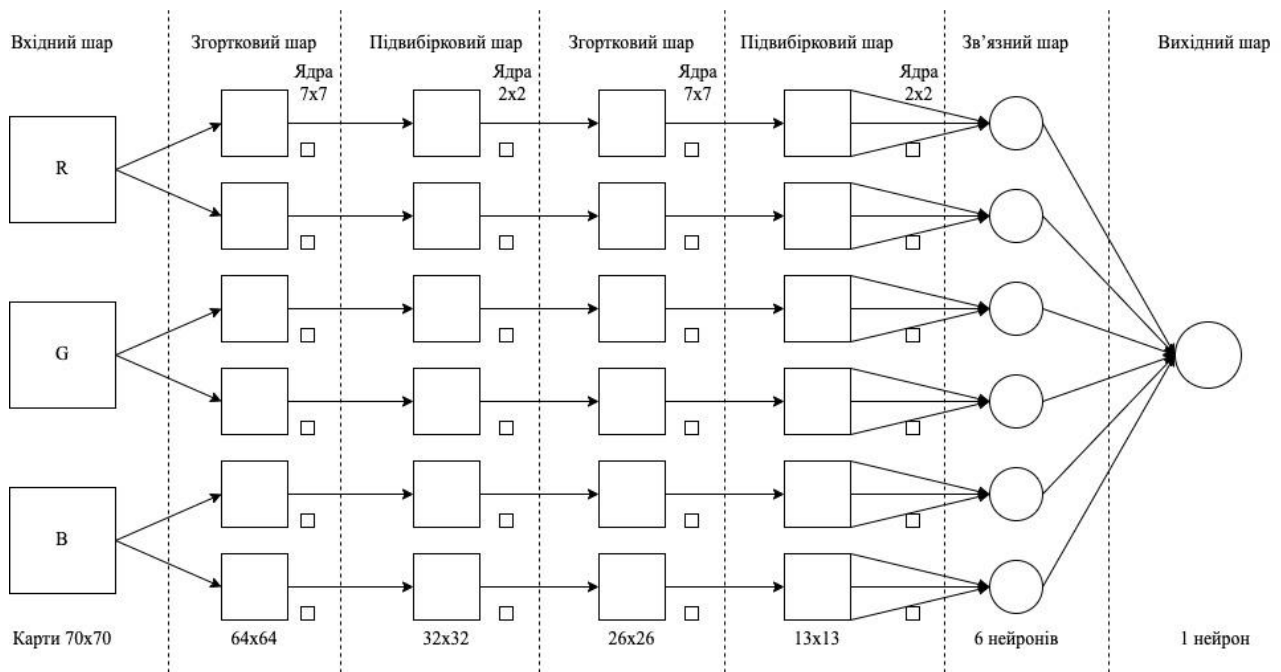 Вхідний шар
Згортковий шар
Підвибірковий шар
Згортковий шар
Підвибірковий шар
Зв’язний шар
Вихідний шар
Ядра
7x7
Ядра
2x2
Ядра
7x7
Ядра
2x2
R
G
B
Карти 70x70
64x64
32x32
26x26
13x13
6 нейронів
1 нейрон